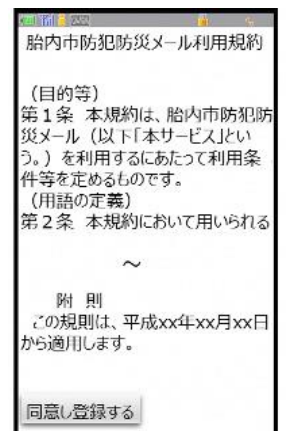 胎内市防犯防災メール利用規約
（目的等）
第１条 本規約は、胎内市防犯防
災メール（以下「本サービス」とい
う。）を利用するにあたって利用条
件等を定めるものです。
（用語の定義）
第２条 本規約において用いられる
～
附 則
この規則は、平成xx年xx月xx日
から適用します。
同意し登録する